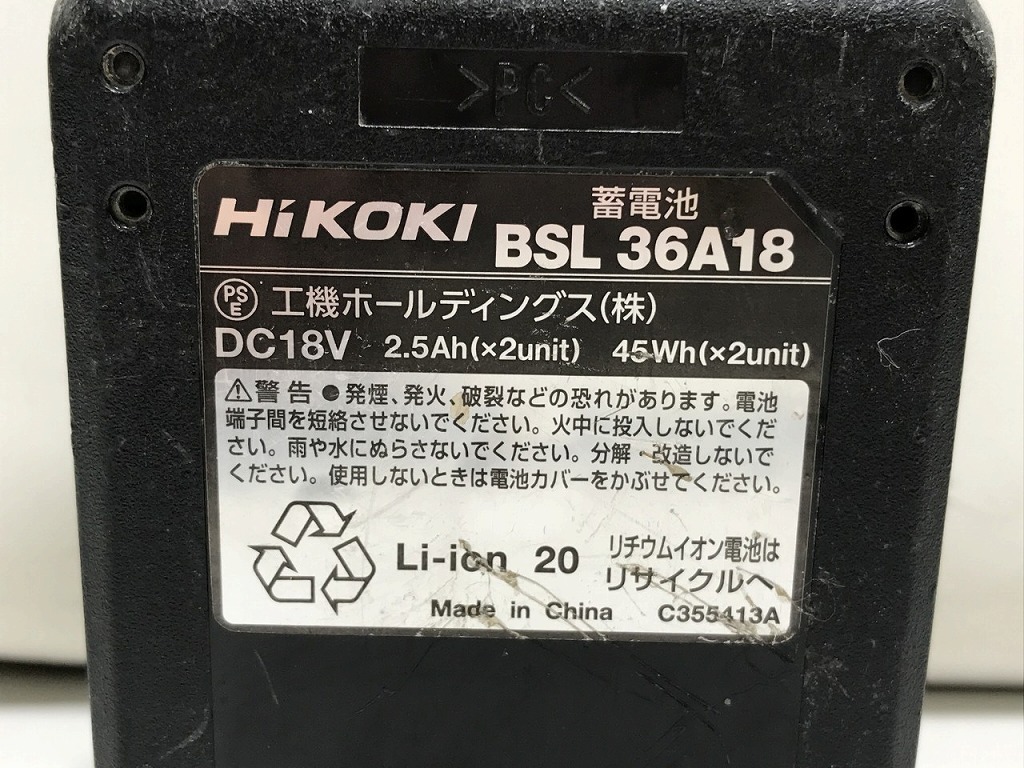 >PC<
HiKOKI
蓄電池
BSL 36A18
PS
E
工機ホールディングス(株)
DC18V 2.5Ah(×2unit) 45Wh(×2unit)
⚠警告 ●発煙、発火、破裂などの恐れがあります。電池
端子間を短絡させないでください。火中に投入しないでくだ
さい。雨や水にぬらさないでください。分解・改造しないで
ください。使用しないときは電池カバーをかぶせてください。
Li-ion 20
リチウムイオン電池は
リサイクルへ
Made in China C355413A